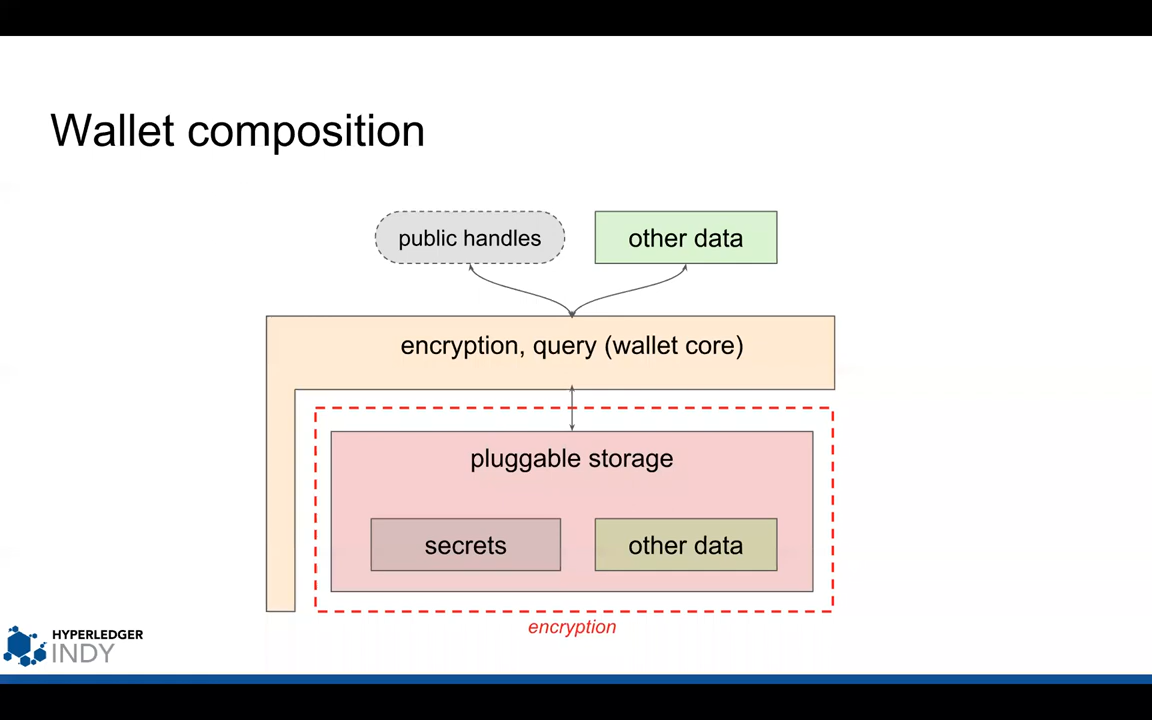 Wallet composition
public handles
other data
encryption, query (wallet core)
pluggable storage
secrets
other data
encryption
HYPERLEDGER
INDY